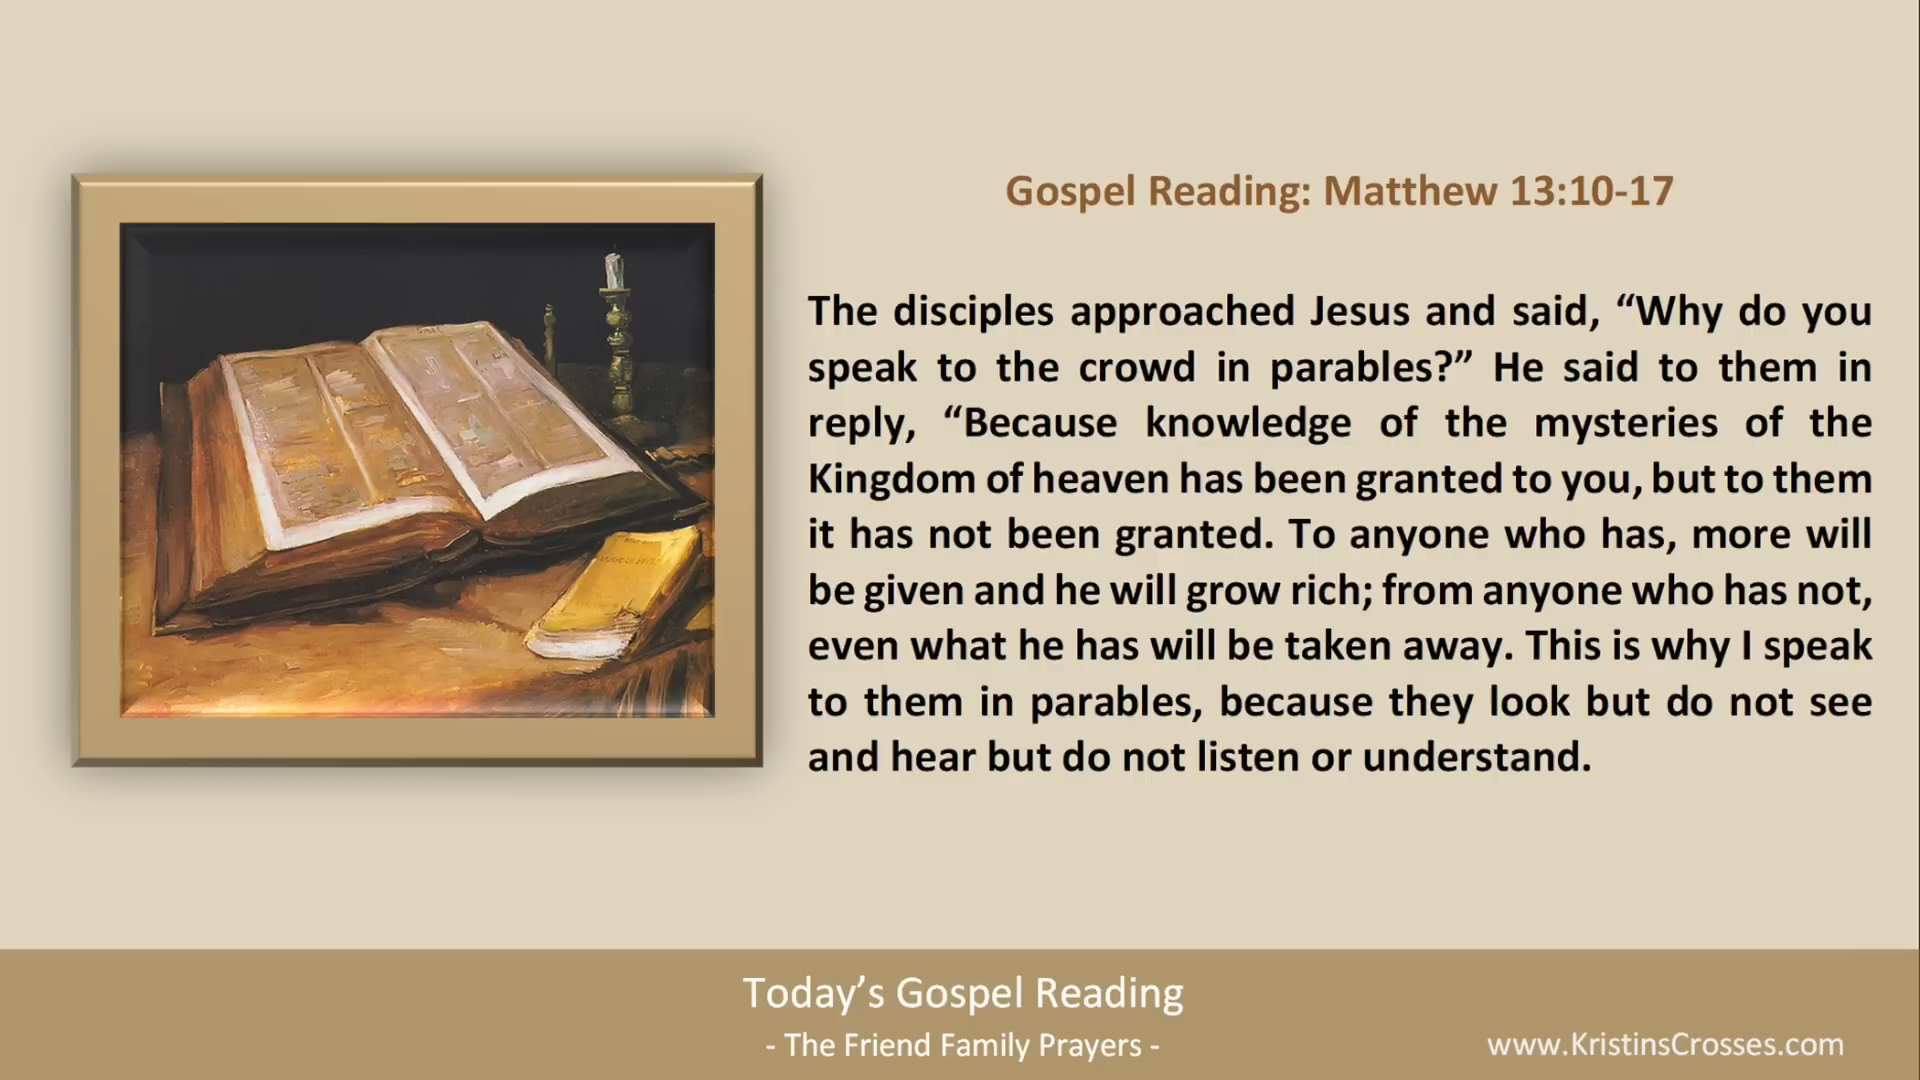 Gospel Reading: Matthew 13:10-17
The disciples approached Jesus and said, “Why do you
speak to the crowd in parables?” He said to them in
reply, “Because knowledge of the mysteries of the
Kingdom of heaven has been granted to you, but to them
it has not been granted. To anyone who has, more will
be given and he will grow rich; from anyone who has not,
even what he has will be taken away. This is why I speak
to them in parables, because they look but do not see
and hear but do not listen or understand.
Today’s Gospel Reading
- The Friend Family Prayers -
www.KristinsCrosses.com